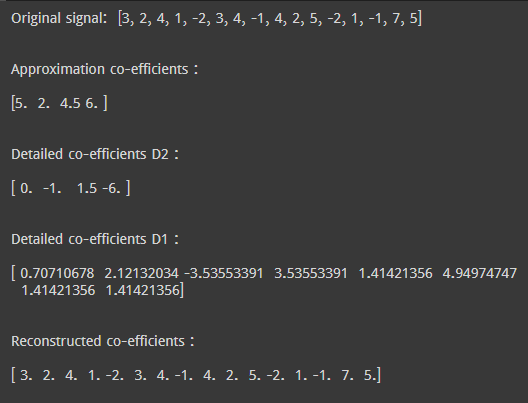 Original signal:  [3, 2, 4, 1, -2, 3, 4, -1, 4, 2, 5, -2, 1, -1, 7, 5]
Approximation co-efficients :
[5.  2.  4.5 6. ]
Detailed co-efficients D2 :
[ 0.  -1.   1.5 -6. ]
Detailed co-efficients D1 :
[ 0.70710678  2.12132034 -3.53553391  3.53553391  1.41421356  4.94974747
  1.41421356  1.41421356]
Reconstructed co-efficients :
[ 3.  2.  4.  1. -2.  3.  4. -1.  4.  2.  5. -2.  1. -1.  7.  5.]